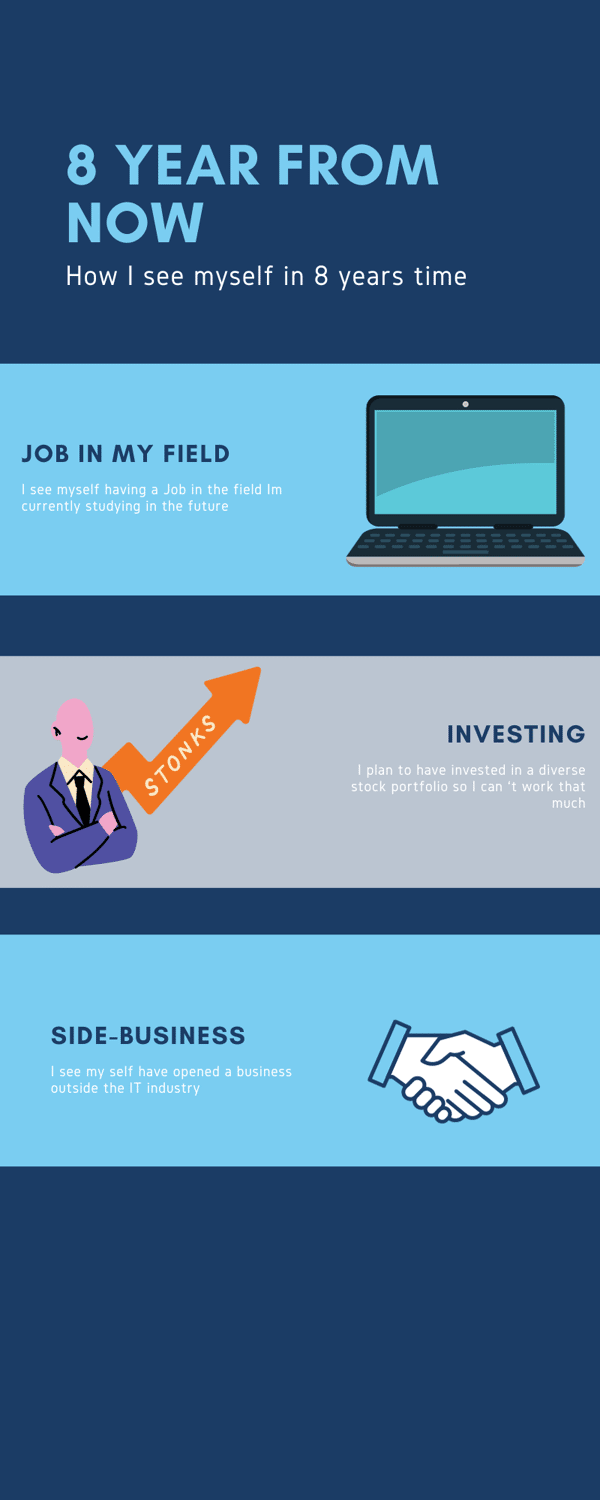 8 YEAR FROM
NOW
How I see myself in 8 years time
JOB IN MY FIELD
I see myself having a Job in the field Im
currently studying in the future
STONKS
INVESTING
I plan to have invested in a diverse
stock portfolio so I can 't work that
much
SIDE-BUSINESS
I see my self have opened a business
outside the IT industry